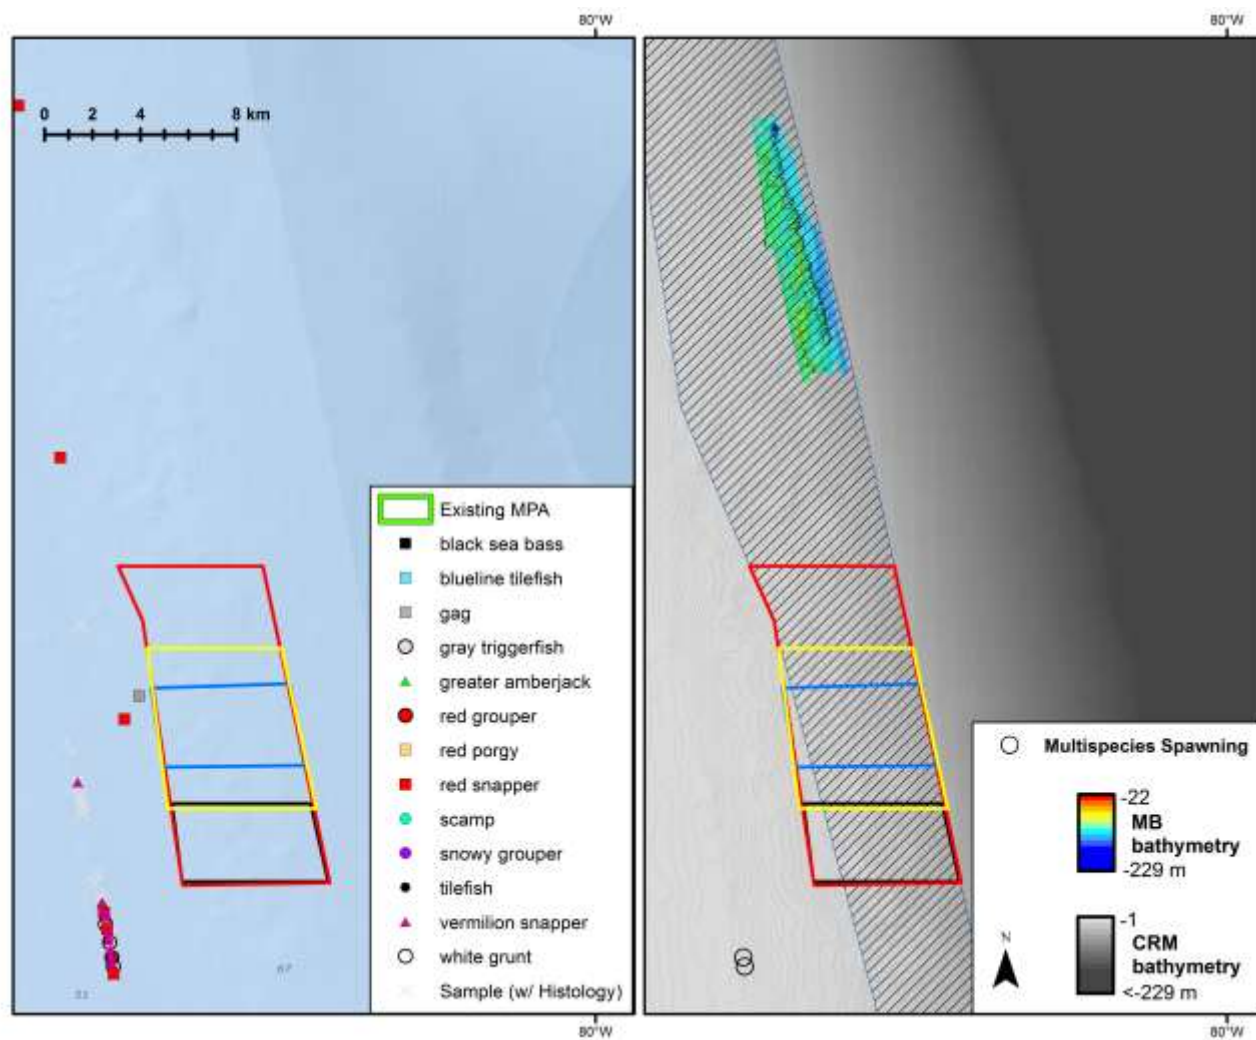 80°W
80°W
0 2 4 8 km
Existing MPA
black sea bass
blueline tilefish
gag
gray triggerfish
greater amberjack
red grouper
red porgy
red snapper
scamp
snowy grouper
tilefish
vermilion snapper
white grunt
Sample (w/ Histology)
Multispecies Spawning
-22
MB
bathymetry
-229 m
-1
CRM
bathymetry
<-229 m
N
80°W
80°W